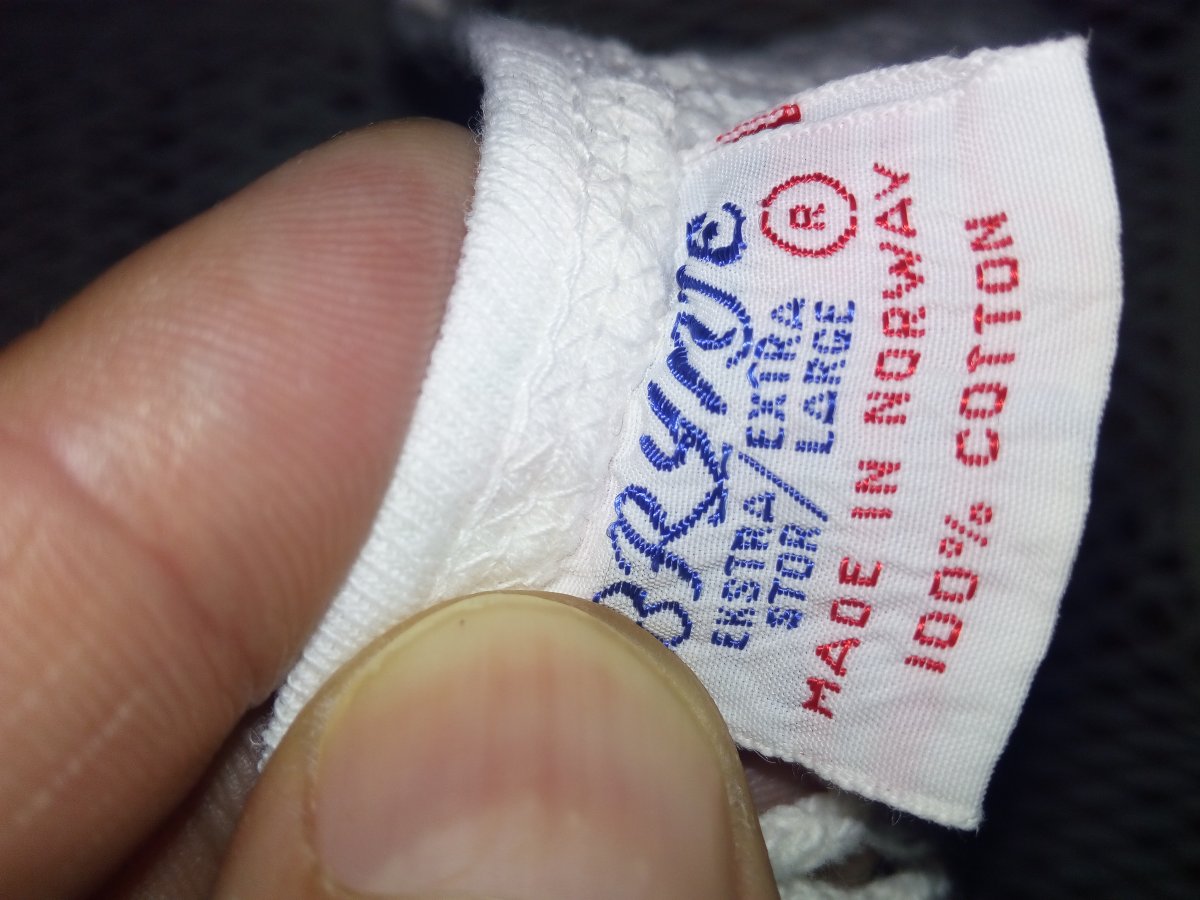 Brynje ®
EKSTRA / EXTRA
STOR / LARGE
MADE IN NORWAY
100% COTTON